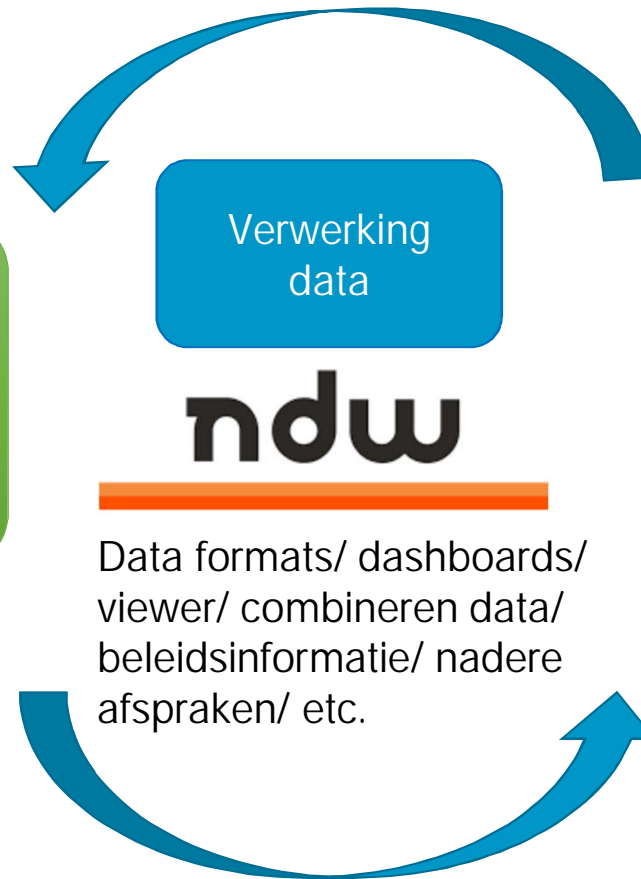 Verwerking
data
ndw
Data formats/ dashboards/
viewer/ combineren data/
beleidsinformatie/ nadere
afspraken/ etc.